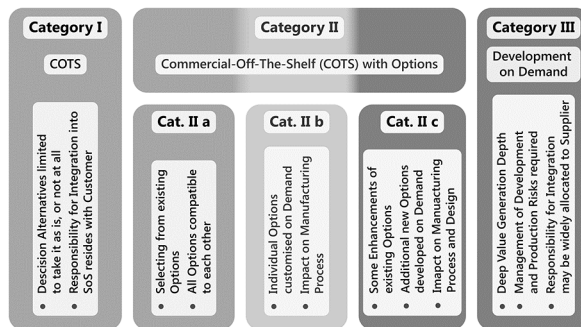 Category I
COTS
Descision Alternatives limited
to take it as is, or not at all
Responsibility for Integration into
SoS resides with Customer
Category II
Commercial-Off-The-Shelf (COTS) with Options
Cat. II a
Selecting from existing
Options
All Options compatible
to each other
Cat. II b
Individual Options
customised on Demand
Impact on Manufacturing
Process
Cat. II c
Some Enhancements of
existing Options
Additional new Options
developed on Demand
Imapct on Manuacturing
Process and Design
Category III
Development
on Demand
Deep Value Generation Depth
Management of Development
and Production Risks required
Responsibility for Integration
may be widely allocated to Supplier